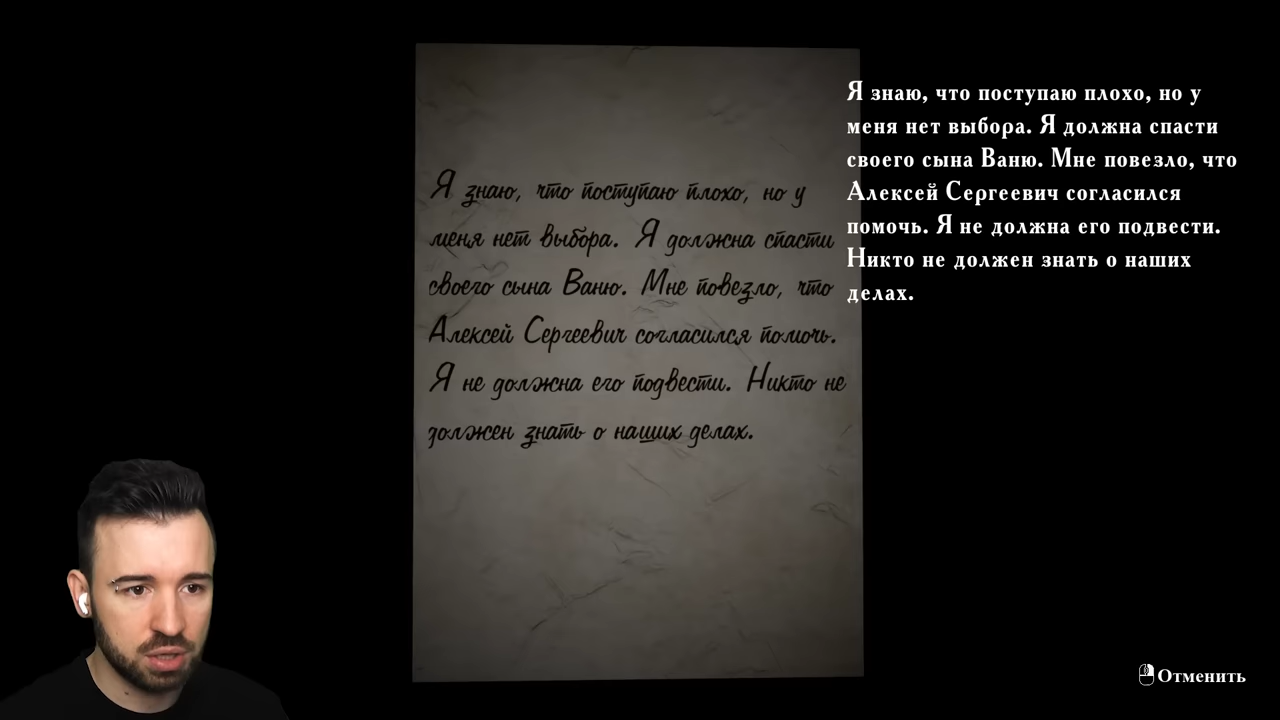 Я знаю, что поступаю плохо, но у
меня нет выбора. Я должна спасти
своего сына Ваню. Мне повезло, что
Алексей Сергеевич согласился помочь.
Я не должна его подвести. Никто не
должен знать о наших делах.
Я знаю, что поступаю плохо, но у
меня нет выбора. Я должна спасти
своего сына Ваню. Мне повезло, что
Алексей Сергеевич согласился
помочь. Я не должна его подвести.
Никто не должен знать о наших
делах.
Отменить